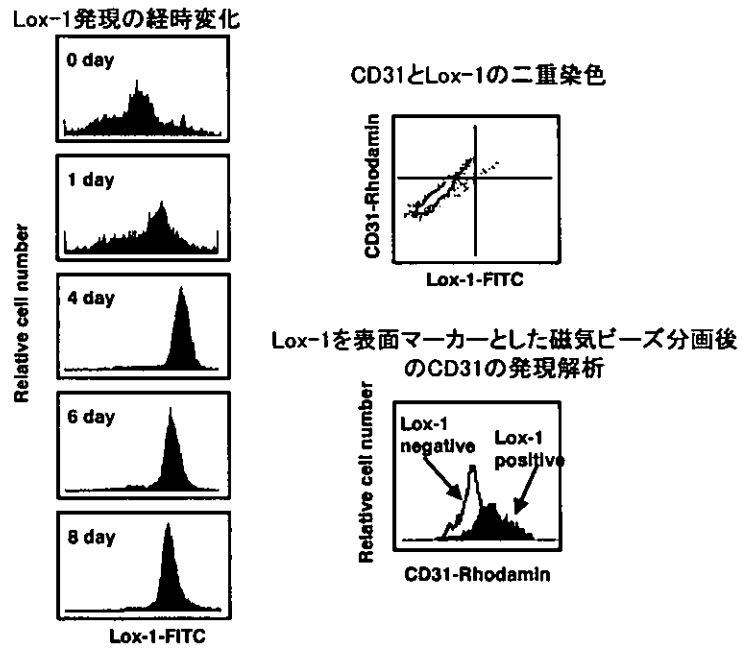 Lox-1発現の経時変化
0 day
1 day
4 day
6 day
8 day
Relative cell number
Lox-1-FITC
CD31とLox-1の二重染色
CD31-Rhodamin
Lox-1-FITC
Lox-1を表面マーカーとした磁気ビーズ分画後
のCD31の発現解析
Relative cell number
Lox-1
negative
Lox-1
positive
CD31-Rhodamin